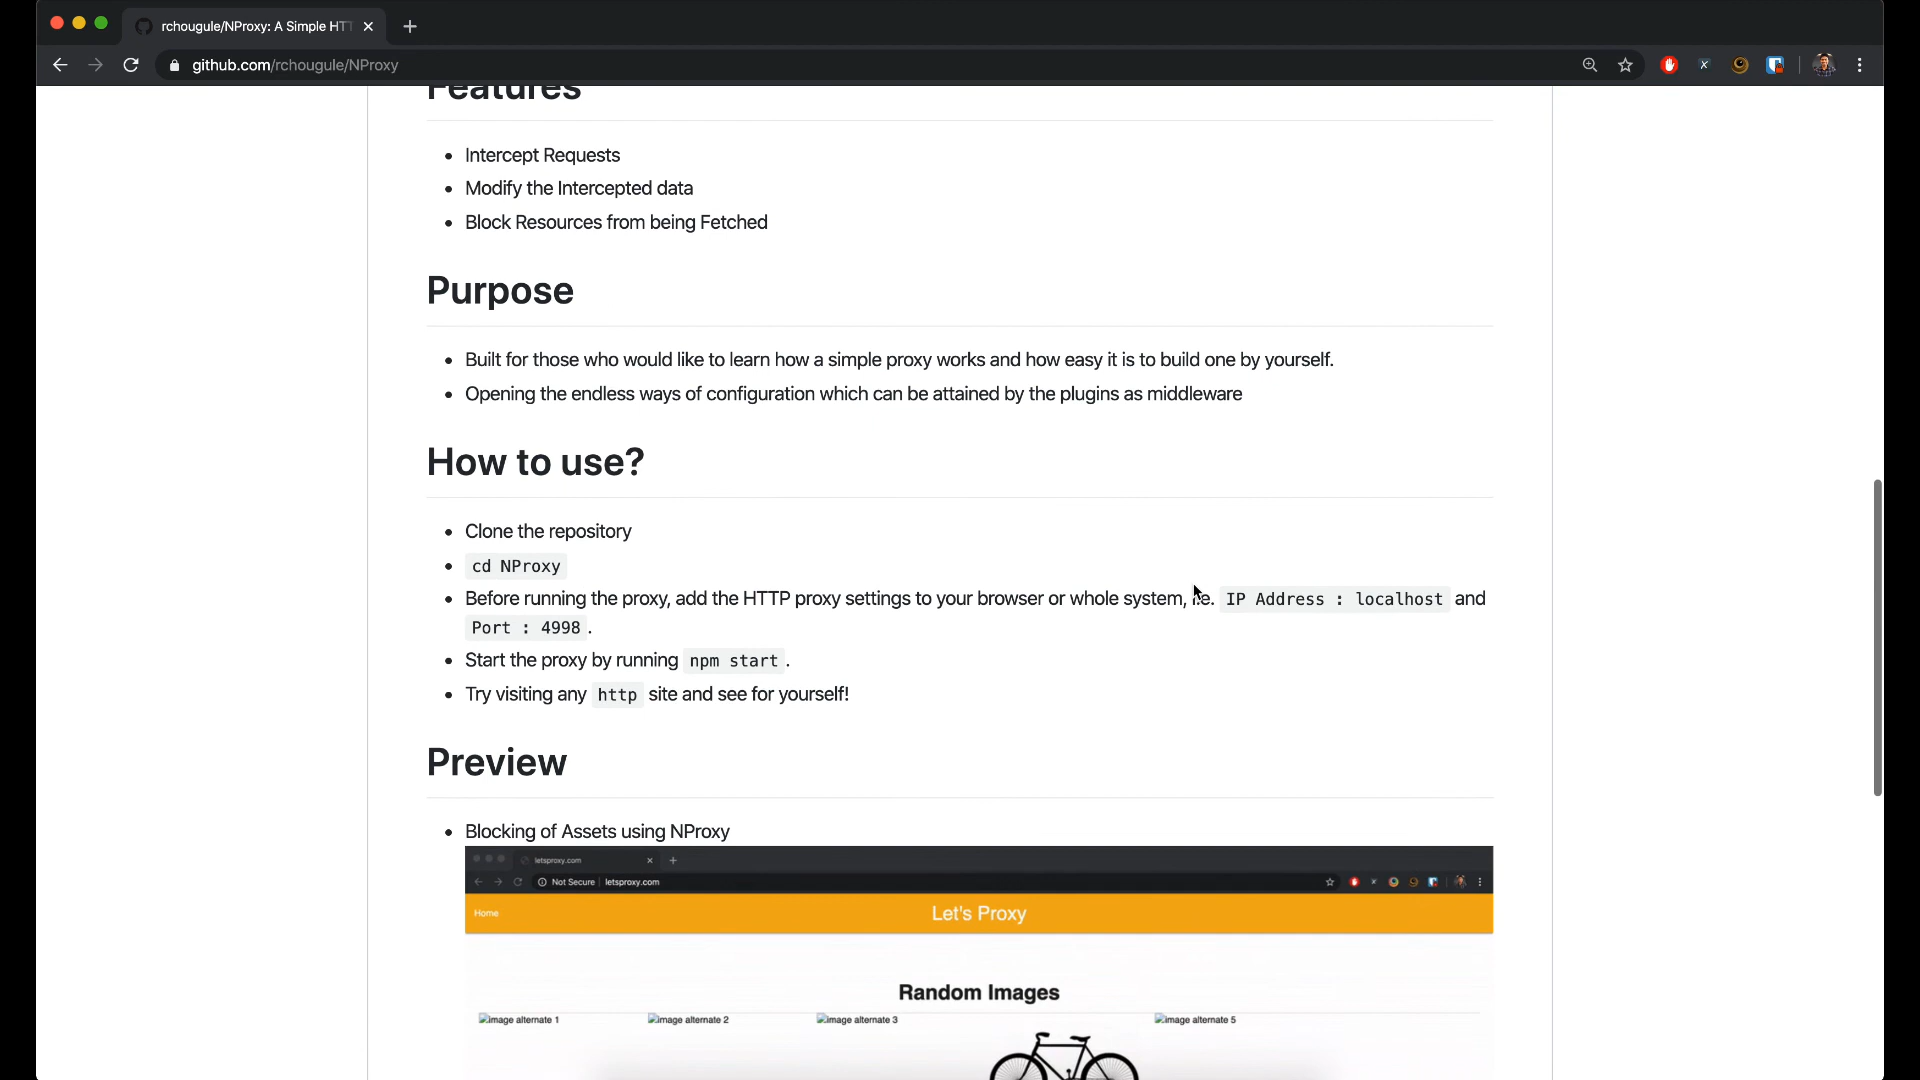 rchougule/NProxy: A Simple HTT
github.com/rchougule/NProxy
Features
Intercept Requests
Modify the Intercepted data
Block Resources from being Fetched
Purpose
Built for those who would like to learn how a simple proxy works and how easy it is to build one by yourself.
Opening the endless ways of configuration which can be attained by the plugins as middleware
How to use?
Clone the repository
cd NProxy
Before running the proxy, add the HTTP proxy settings to your browser or whole system, i.e. IP Address : localhost and
Port : 4998 .
Start the proxy by running npm start .
Try visiting any http site and see for yourself!
Preview
Blocking of Assets using NProxy
letsproxy.com
Not Secure | letsproxy.com
Home
Let's Proxy
Random Images
image alternate 1 image alternate 2 image alternate 3 image alternate 5